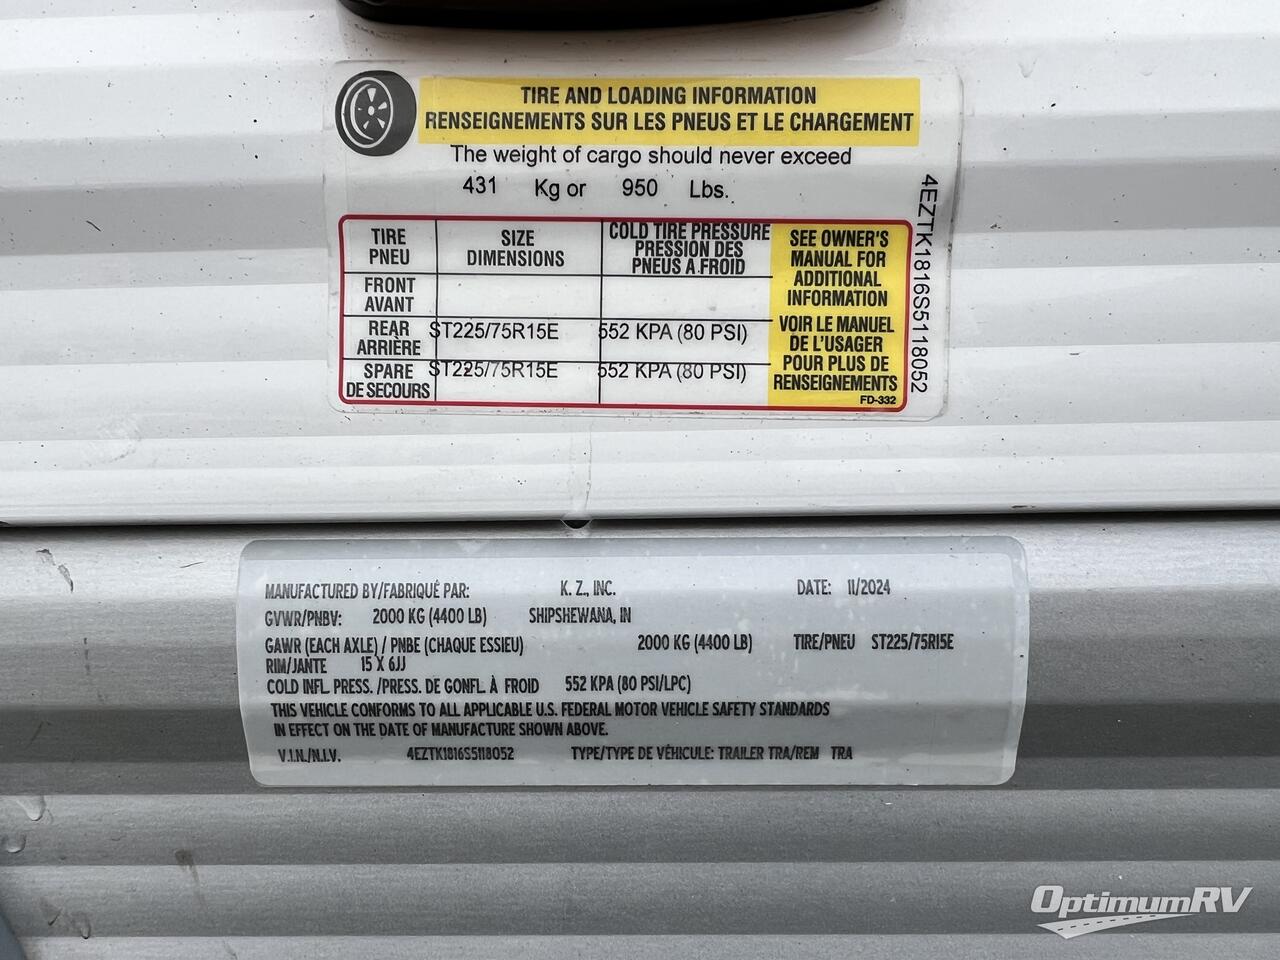 TIRE AND LOADING INFORMATION
RENSEIGNEMENTS SUR LES PNEUS ET LE CHARGEMENT
The weight of cargo should never exceed
431 Kg or 950 Lbs.
TIRE PNEU
SIZE DIMENSIONS
COLD TIRE PRESSURE PRESSION DES PNEUS A FROID
FRONT AVANT
REAR ARRIÈRE ST225/75R15E 552 KPA (80 PSI)
SPARE DE SECOURS ST225/75R15E 552 KPA (80 PSI)
SEE OWNER'S
MANUAL FOR
ADDITIONAL
INFORMATION
VOIR LE MANUEL
DE L'USAGER
POUR PLUS DE
RENSEIGNEMENTS
FD-332
4EZTK1816S5118052
MANUFACTURED BY/FABRIQUÉ PAR: K. Z., INC. DATE: 11/2024
GVWR/PNBV: 2000 KG (4400 LB) SHIPSHEWANA, IN
GAWR (EACH AXLE) / PNBE (CHAQUE ESSIEU) 2000 KG (4400 LB) TIRE/PNEU ST225/75R15E
RIM/JANTE 15 X 6JJ
COLD INFL. PRESS. /PRESS. DE GONFL. À FROID 552 KPA (80 PSI/LPC)
THIS VEHICLE CONFORMS TO ALL APPLICABLE U.S. FEDERAL MOTOR VEHICLE SAFETY STANDARDS
IN EFFECT ON THE DATE OF MANUFACTURE SHOWN ABOVE.
V.I.N./N.I.V. 4EZTK1816S5118052 TYPE/TYPE DE VÉHICULE: TRAILER TRA/REM TRA
OptimumRV